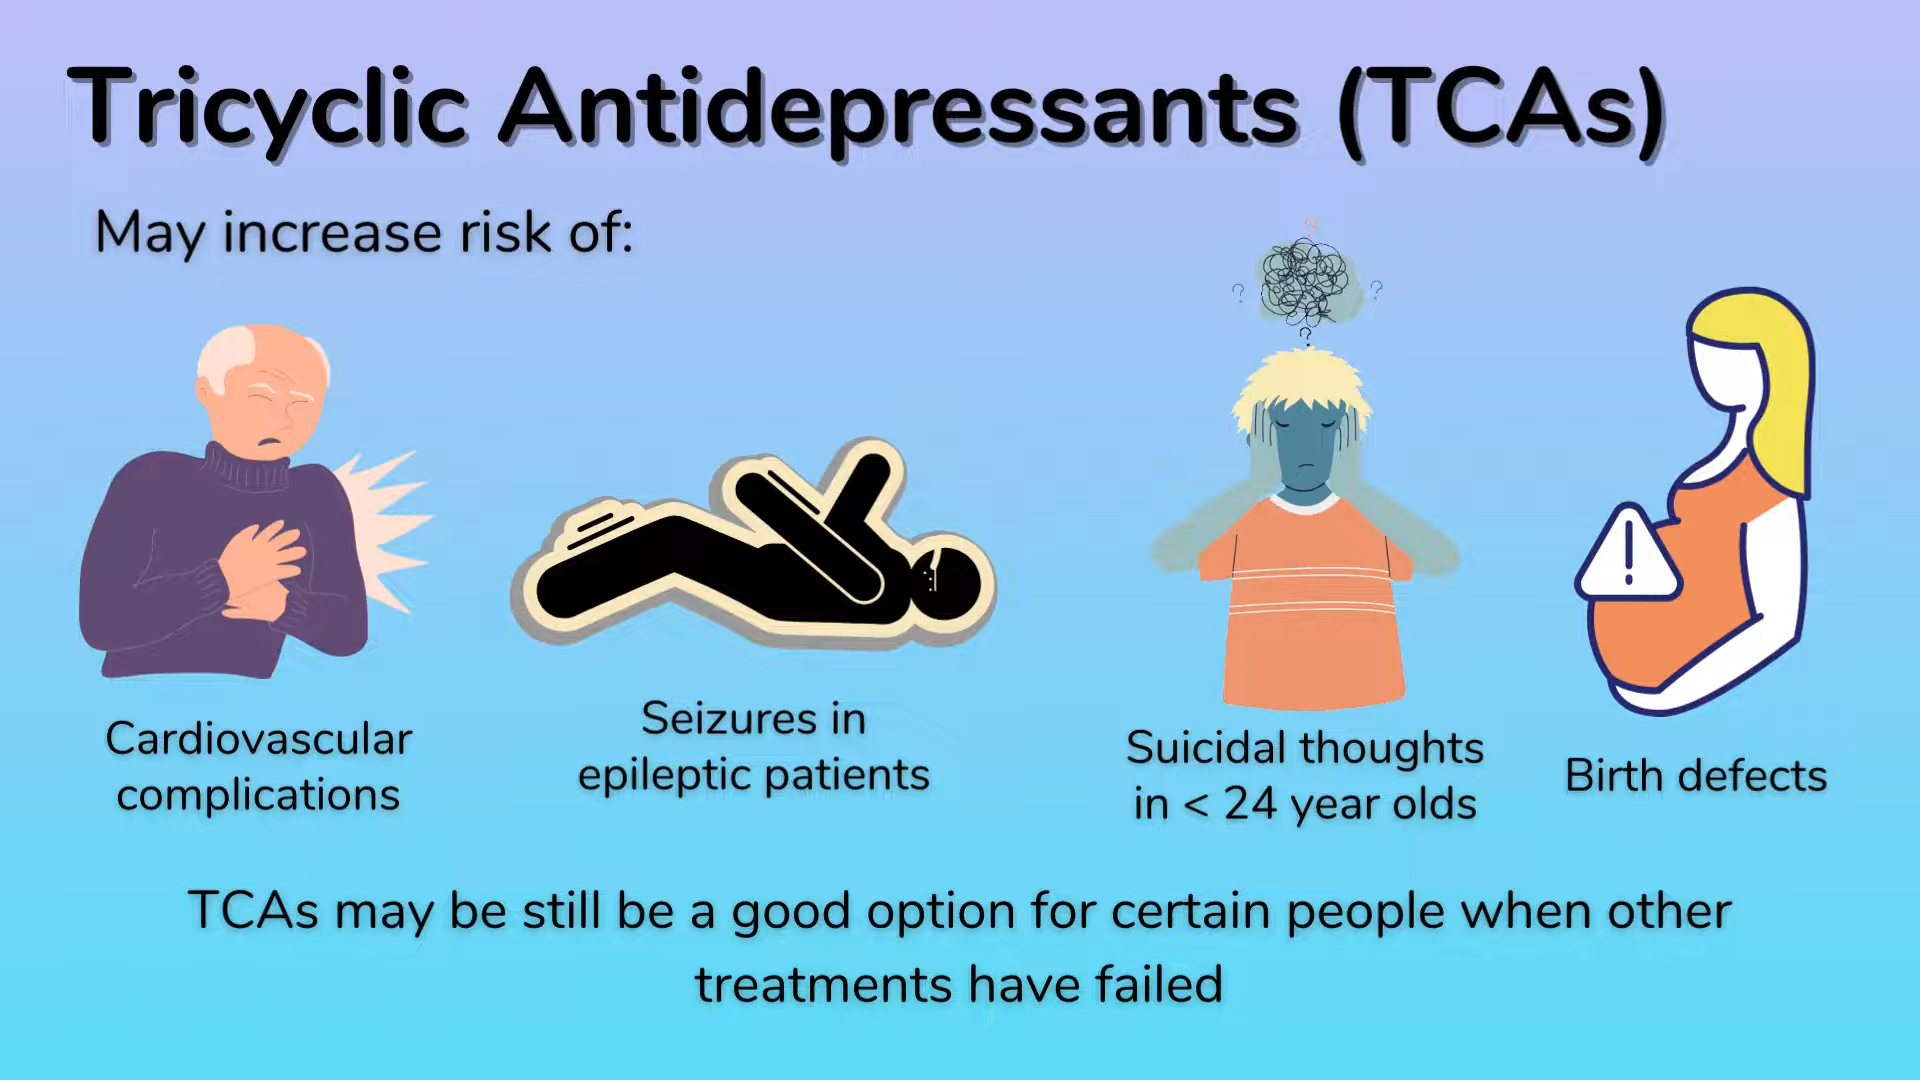 Tricyclic Antidepressants (TCAs)
May increase risk of:
Cardiovascular
complications
Seizures in
epileptic patients
Suicidal thoughts
in < 24 year olds
Birth defects
TCAs may be still be a good option for certain people when other
treatments have failed